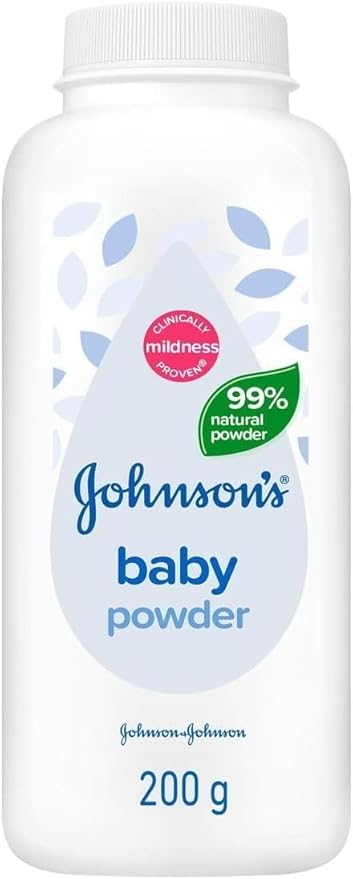 CLINICALLY
mildness
PROVEN®
99%
natural
powder
Johnson's®
baby
powder
Johnson&Johnson
200 g